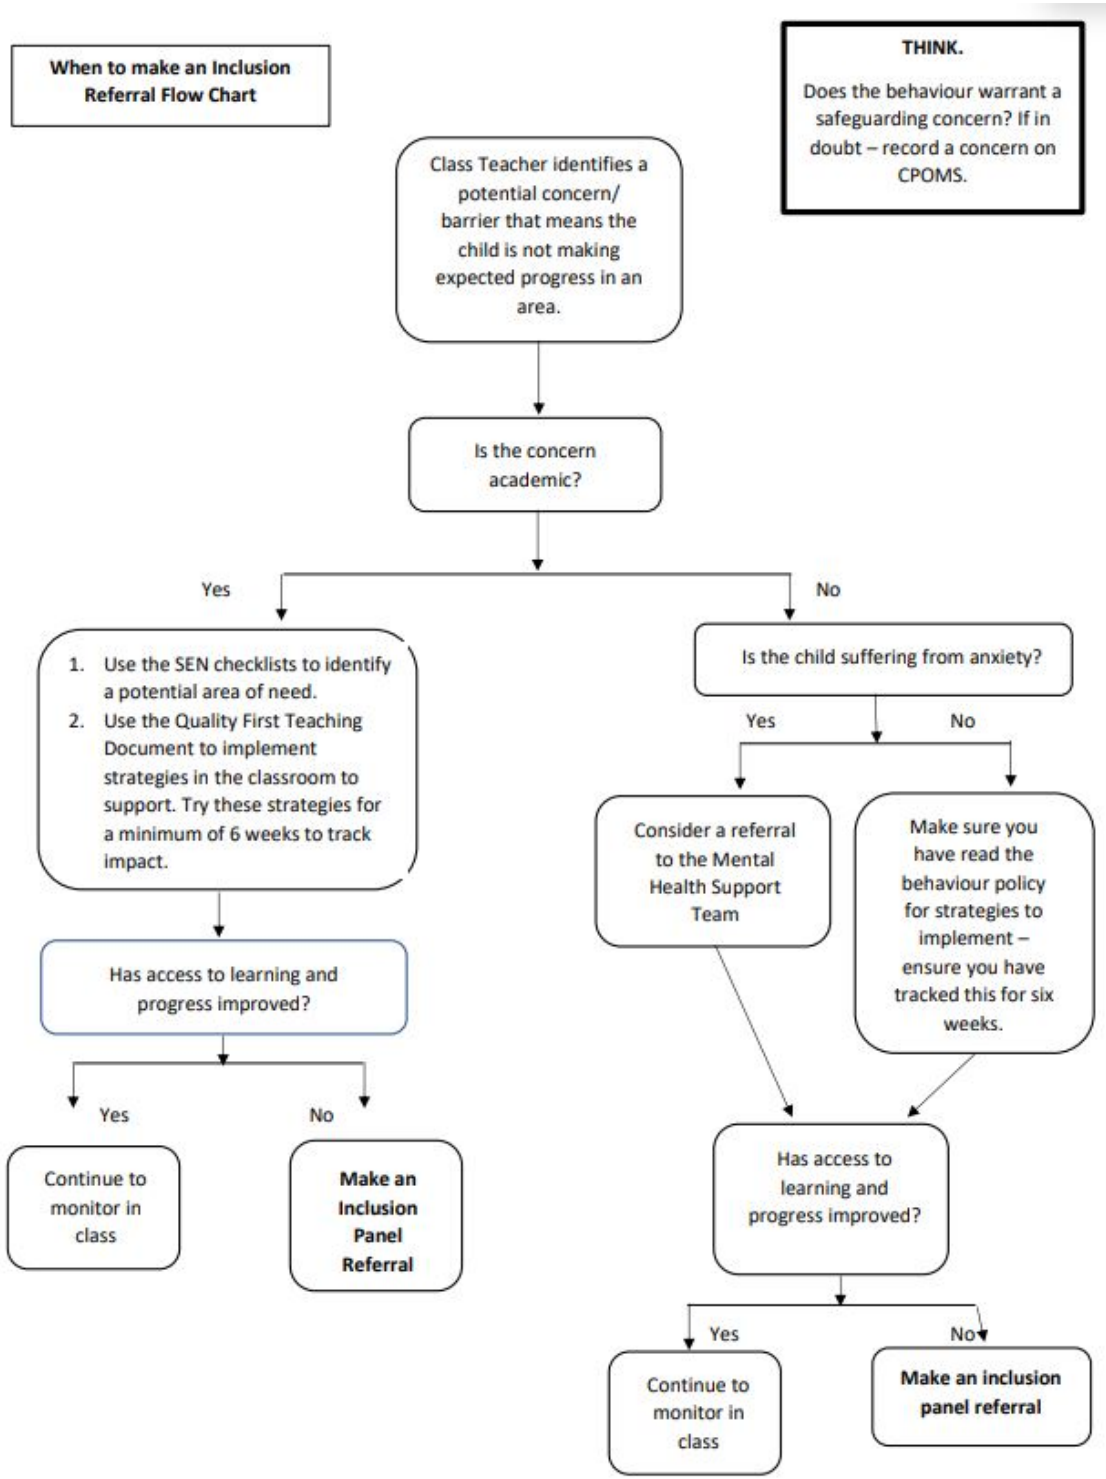 When to make an Inclusion
Referral Flow Chart
THINK.
Does the behaviour warrant a
safeguarding concern? If in
doubt – record a concern on
CPOMS.
Class Teacher identifies a
potential concern/
barrier that means the
child is not making
expected progress in an
area.
Is the concern
academic?
Yes
No
1. Use the SEN checklists to identify
a potential area of need.
2. Use the Quality First Teaching
Document to implement
strategies in the classroom to
support. Try these strategies for
a minimum of 6 weeks to track
impact.
Is the child suffering from anxiety?
Yes
No
Consider a referral
to the Mental
Health Support
Team
Make sure you
have read the
behaviour policy
for strategies to
implement –
ensure you have
tracked this for six
weeks.
Has access to learning and
progress improved?
Yes
No
Continue to
monitor in
class
Make an
Inclusion
Panel
Referral
Has access to
learning and
progress improved?
Yes
No
Continue to
monitor in
class
Make an inclusion
panel referral